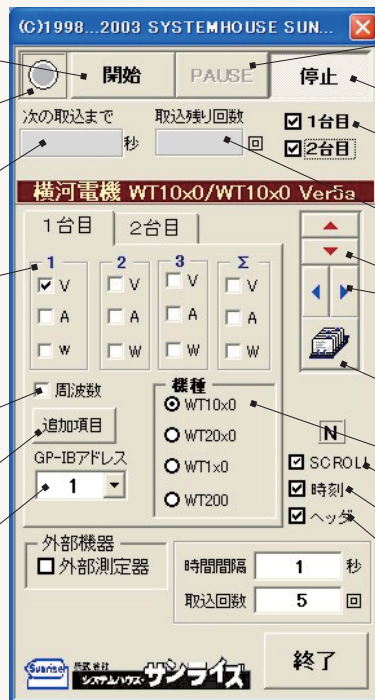 (C)1998...2003 SYSTEMHOUSE SUN...
開始 PAUSE 停止
次の取込まで 取込残り回数
秒 回
1台目
2台目
横河電機 WT10x0/WT10x0 Ver5a
1台目 2台目
1 2 3 Σ
V V V V
A A A A
W W W W
周波数
追加項目
GP-IBアドレス
1
機種
WT10x0
WT20x0
WT1x0
WT200
N
SCROLL
時刻
ヘッダ
外部機器
外部測定器
時間間隔 1 秒
取込回数 5 回
Sunrise 株式会社 システムハウス・サンライズ
終了